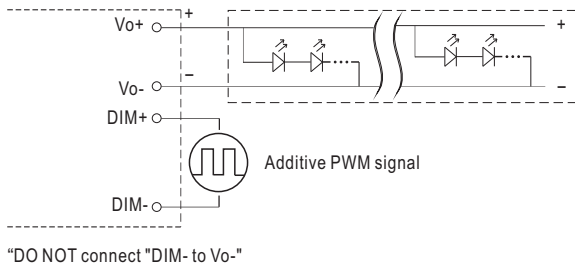 Vo+
+
+
–
Vo-
–
DIM+
Additive PWM signal
DIM-
“DO NOT connect "DIM- to Vo-"